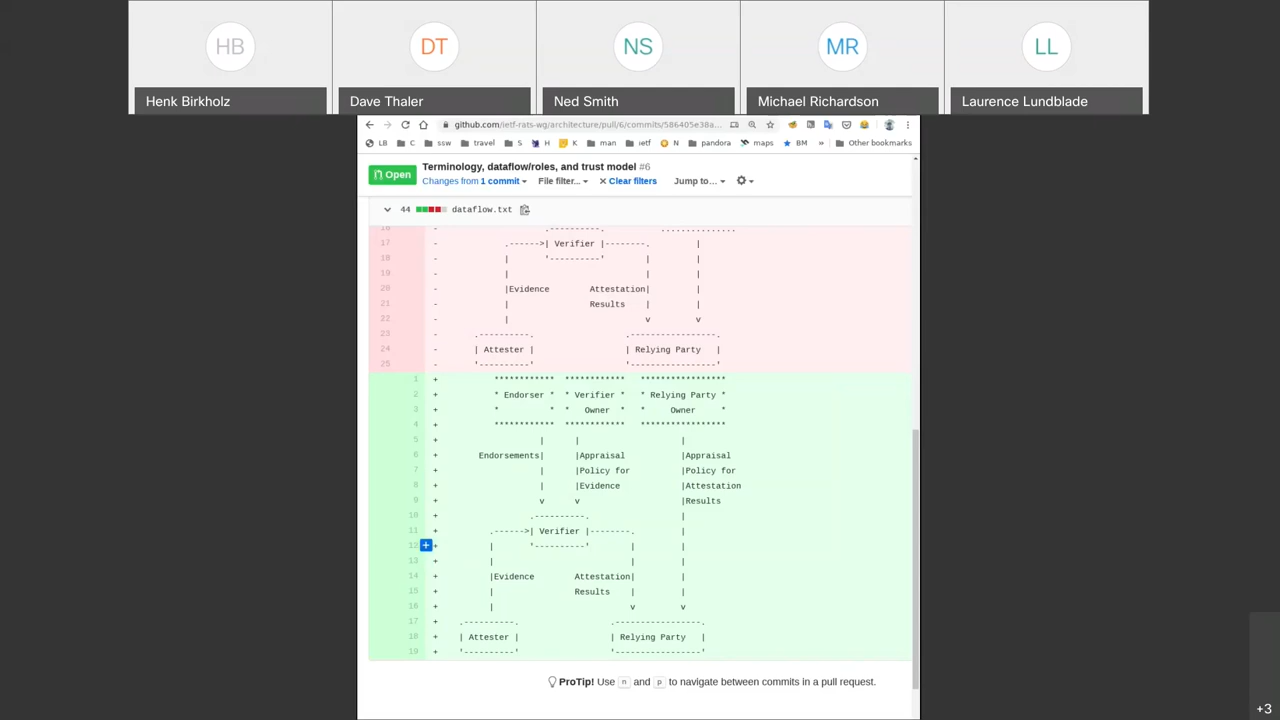 HB
DT
NS
MR
LL
Henk Birkholz
Dave Thaler
Ned Smith
Michael Richardson
Laurence Lundblade
github.com/ietf-rats-wg/architecture/pull/6/commits/586405e38a...
LB C ssw travel S H K man ietf N pandora maps BM » Other bookmarks
Open
Terminology, dataflow/roles, and trust model #6
Changes from 1 commit File filter... Clear filters Jump to...
44 dataflow.txt
16 - .----------. ...............
17 - .------>| Verifier |--------. |
18 - | '----------' | |
19 - | | |
20 - |Evidence Attestation| |
21 - | Results | |
22 - | v v
23 - .----------. .----------------.
24 - | Attester | | Relying Party |
25 - '----------' '----------------'
1 + ************ ************ *****************
2 + * Endorser * * Verifier * * Relying Party *
3 + * * * Owner * * Owner *
4 + ************ ************ *****************
5 + | | |
6 + Endorsements| |Appraisal |Appraisal
7 + | |Policy for |Policy for
8 + | |Evidence |Attestation
9 + v v |Results
10 + .----------. |
11 + .------>| Verifier |--------. |
12 + | '----------' | |
13 + | | |
14 + |Evidence Attestation| |
15 + | Results | |
16 + | v v
17 + .----------. .----------------.
18 + | Attester | | Relying Party |
19 + '----------' '----------------'
ProTip! Use n and p to navigate between commits in a pull request.
+3